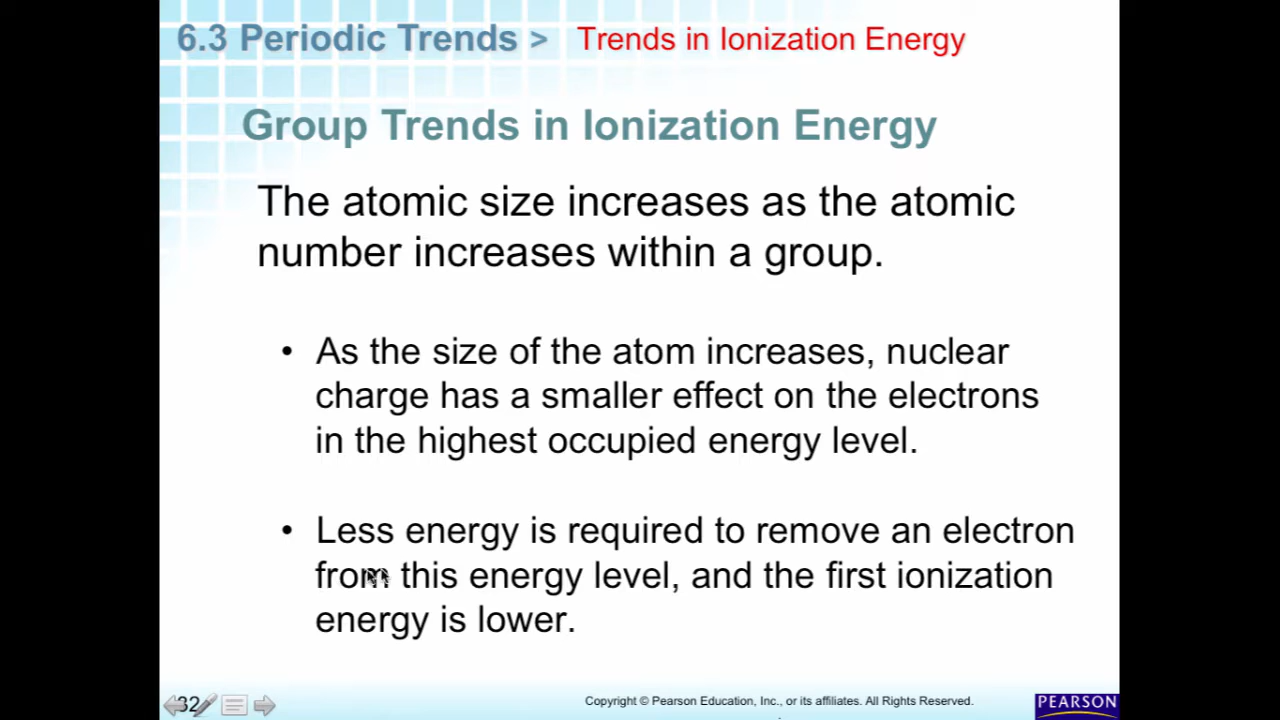 6.3 Periodic Trends > Trends in Ionization Energy
Group Trends in Ionization Energy
The atomic size increases as the atomic
number increases within a group.
• As the size of the atom increases, nuclear
charge has a smaller effect on the electrons
in the highest occupied energy level.
• Less energy is required to remove an electron
from this energy level, and the first ionization
energy is lower.
32
Copyright © Pearson Education, Inc., or its affiliates. All Rights Reserved.
PEARSON